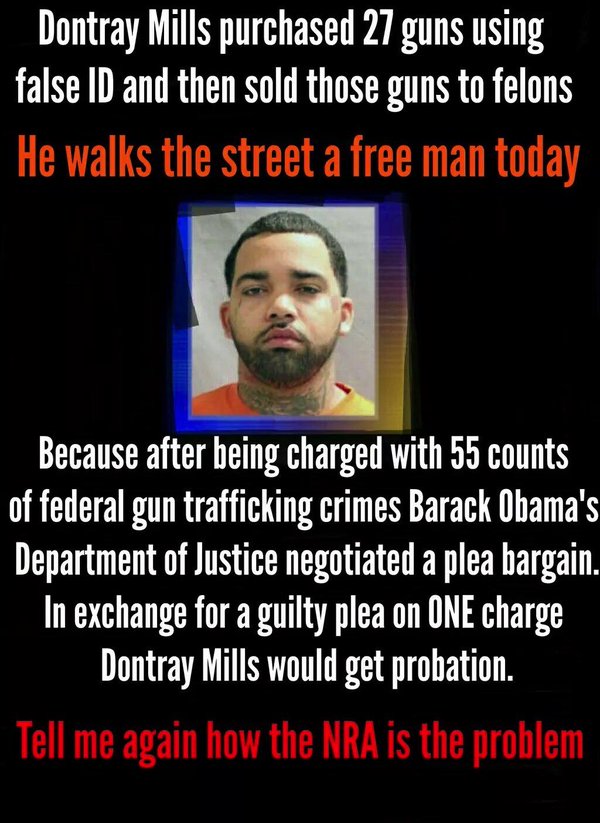 Dontray Mills purchased 27 guns using
false ID and then sold those guns to felons
He walks the street a free man today
Because after being charged with 55 counts
of federal gun trafficking crimes Barack Obama's
Department of Justice negotiated a plea bargain.
In exchange for a guilty plea on ONE charge
Dontray Mills would get probation.
Tell me again how the NRA is the problem